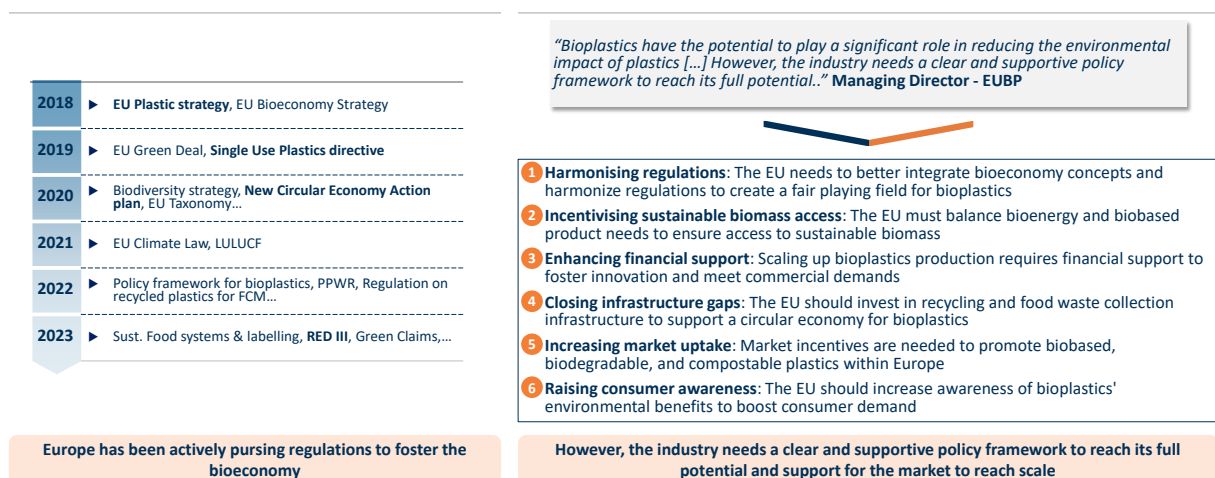 2018
EU Plastic strategy, EU Bioeconomy Strategy
2019
EU Green Deal, Single Use Plastics directive
2020
Biodiversity strategy, New Circular Economy Action
plan, EU Taxonomy...
2021
EU Climate Law, LULUCF
2022
Policy framework for bioplastics, PPWR, Regulation on
recycled plastics for FCM...
2023
Sust. Food systems & labelling, RED III, Green Claims,...
Europe has been actively pursing regulations to foster the
bioeconomy
“Bioplastics have the potential to play a significant role in reducing the environmental
impact of plastics [...] However, the industry needs a clear and supportive policy
framework to reach its full potential..” Managing Director - EUBP
1 Harmonising regulations: The EU needs to better integrate bioeconomy concepts and
harmonize regulations to create a fair playing field for bioplastics
2 Incentivising sustainable biomass access: The EU must balance bioenergy and biobased
product needs to ensure access to sustainable biomass
3 Enhancing financial support: Scaling up bioplastics production requires financial support to
foster innovation and meet commercial demands
4 Closing infrastructure gaps: The EU should invest in recycling and food waste collection
infrastructure to support a circular economy for bioplastics
5 Increasing market uptake: Market incentives are needed to promote biobased,
biodegradable, and compostable plastics within Europe
6 Raising consumer awareness: The EU should increase awareness of bioplastics'
environmental benefits to boost consumer demand
However, the industry needs a clear and supportive policy framework to reach its full
potential and support for the market to reach scale